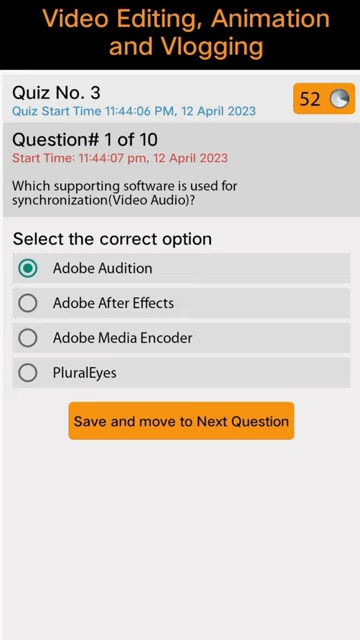 Video Editing, Animation
and Vlogging
Quiz No. 3
Quiz Start Time 11:44:06 PM, 12 April 2023
52
Question# 1 of 10
Start Time: 11:44:07 pm, 12 April 2023
Which supporting software is used for
synchronization(Video Audio)?
Select the correct option
Adobe Audition
Adobe After Effects
Adobe Media Encoder
PluralEyes
Save and move to Next Question